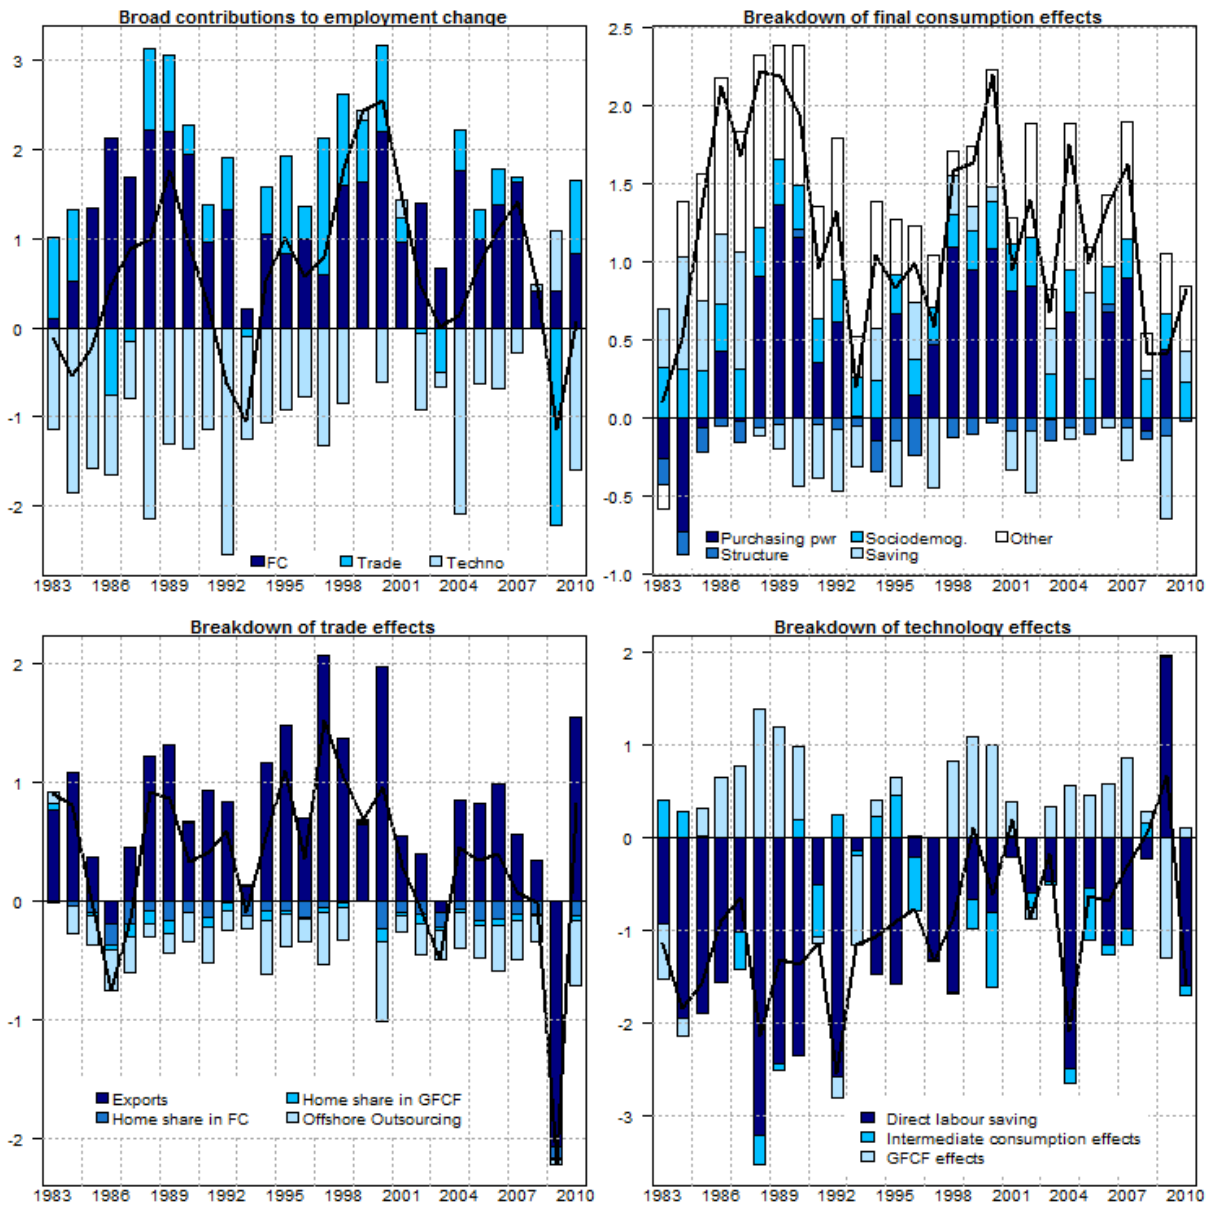 Broad contributions to employment change
3
2
1
0
-1
-2
FC Trade Techno
1983 1986 1989 1992 1995 1998 2001 2004 2007 2010
Breakdown of final consumption effects
2.5
2.0
1.5
1.0
0.5
0.0
-0.5
-1.0
Purchasing pwr Sociodemog. Other
Structure Saving
1983 1986 1989 1992 1995 1998 2001 2004 2007 2010
Breakdown of trade effects
2
1
0
-1
-2
Exports Home share in GFCF
Home share in FC Offshore Outsourcing
1983 1986 1989 1992 1995 1998 2001 2004 2007 2010
Breakdown of technology effects
2
1
0
-1
-2
-3
Direct labour saving
Intermediate consumption effects
GFCF effects
1983 1986 1989 1992 1995 1998 2001 2004 2007 2010